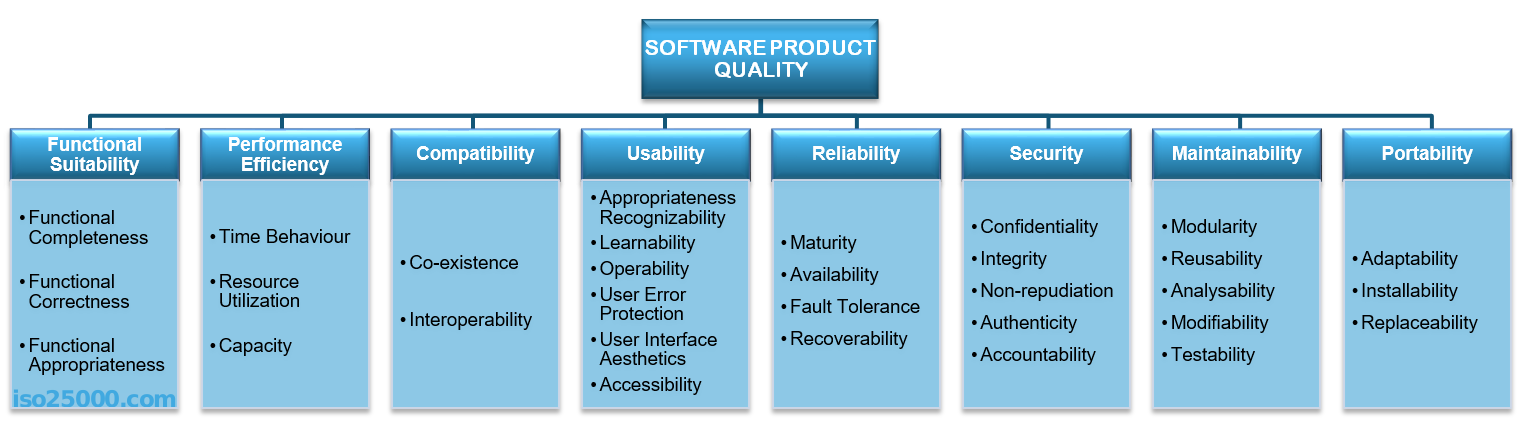 SOFTWARE PRODUCT
QUALITY
Functional
Suitability
• Functional
Completeness
• Functional
Correctness
• Functional
Appropriateness
iso25000.com
Performance
Efficiency
• Time Behaviour
• Resource
Utilization
• Capacity
Compatibility
• Co-existence
• Interoperability
Usability
• Appropriateness
Recognizability
• Learnability
• Operability
• User Error
Protection
• User Interface
Aesthetics
• Accessibility
Reliability
• Maturity
• Availability
• Fault Tolerance
• Recoverability
Security
• Confidentiality
• Integrity
• Non-repudiation
• Authenticity
• Accountability
Maintainability
• Modularity
• Reusability
• Analysability
• Modifiability
• Testability
Portability
• Adaptability
• Installability
• Replaceability